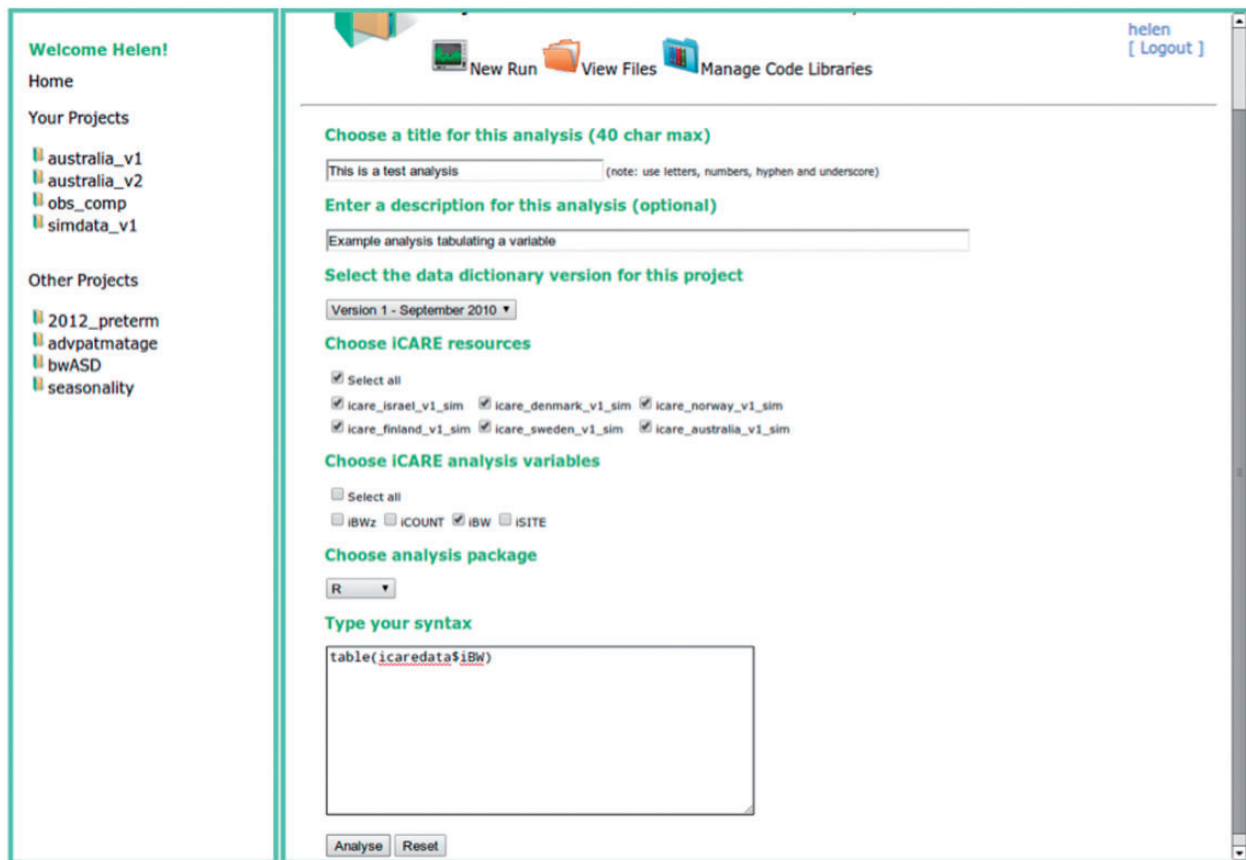 Welcome Helen!
Home
Your Projects
australia_v1
australia_v2
obs_comp
simdata_v1
Other Projects
2012_preterm
advpatmatage
bwASD
seasonality
New Run View Files Manage Code Libraries
helen
[ Logout ]
Choose a title for this analysis (40 char max)
This is a test analysis (note: use letters, numbers, hyphen and underscore)
Enter a description for this analysis (optional)
Example analysis tabulating a variable
Select the data dictionary version for this project
Version 1 - September 2010
Choose iCARE resources
Select all
icare_israel_v1_sim icare_denmark_v1_sim icare_norway_v1_sim
icare_finland_v1_sim icare_sweden_v1_sim icare_australia_v1_sim
Choose iCARE analysis variables
Select all
iBWz iCOUNT iBW iSITE
Choose analysis package
R
Type your syntax
table(icaredata$iBW)
Analyse Reset